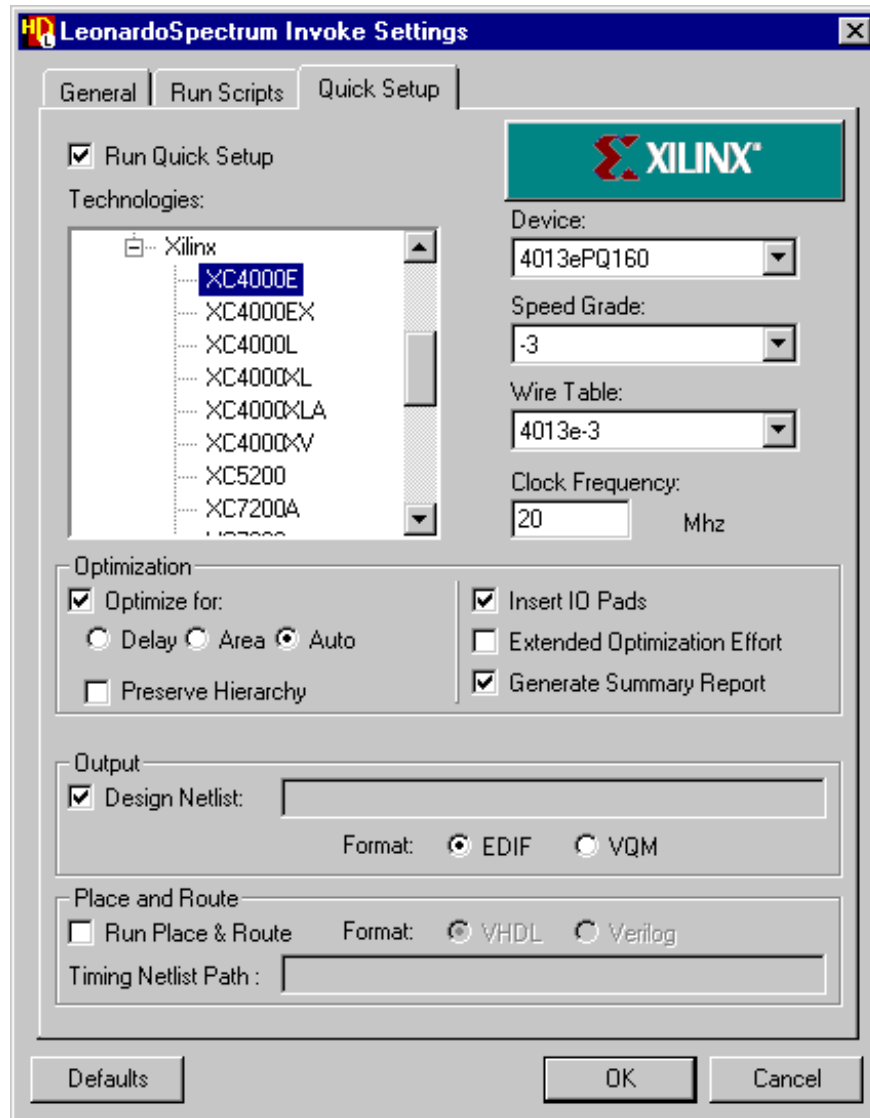 LeonardoSpectrum Invoke Settings
General
Run Scripts
Quick Setup
Run Quick Setup
XILINX
Technologies:
Xilinx
XC4000E
XC4000EX
XC4000L
XC4000XL
XC4000XLA
XC4000XV
XC5200
XC7200A
Device:
4013ePQ160
Speed Grade:
-3
Wire Table:
4013e-3
Clock Frequency:
20 Mhz
Optimization
Optimize for:
Delay Area Auto
Preserve Hierarchy
Insert IO Pads
Extended Optimization Effort
Generate Summary Report
Output
Design Netlist:
Format: EDIF VQM
Place and Route
Run Place & Route Format: VHDL Verilog
Timing Netlist Path :
Defaults OK Cancel